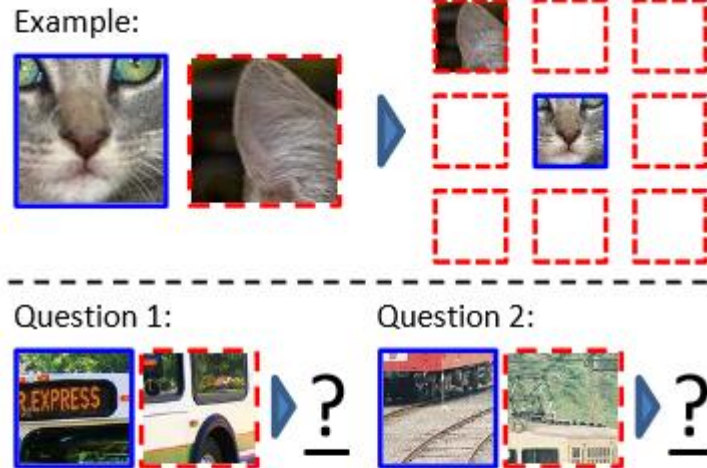 Example:
Question 1:
Question 2:
R.EXPRESS
?
?